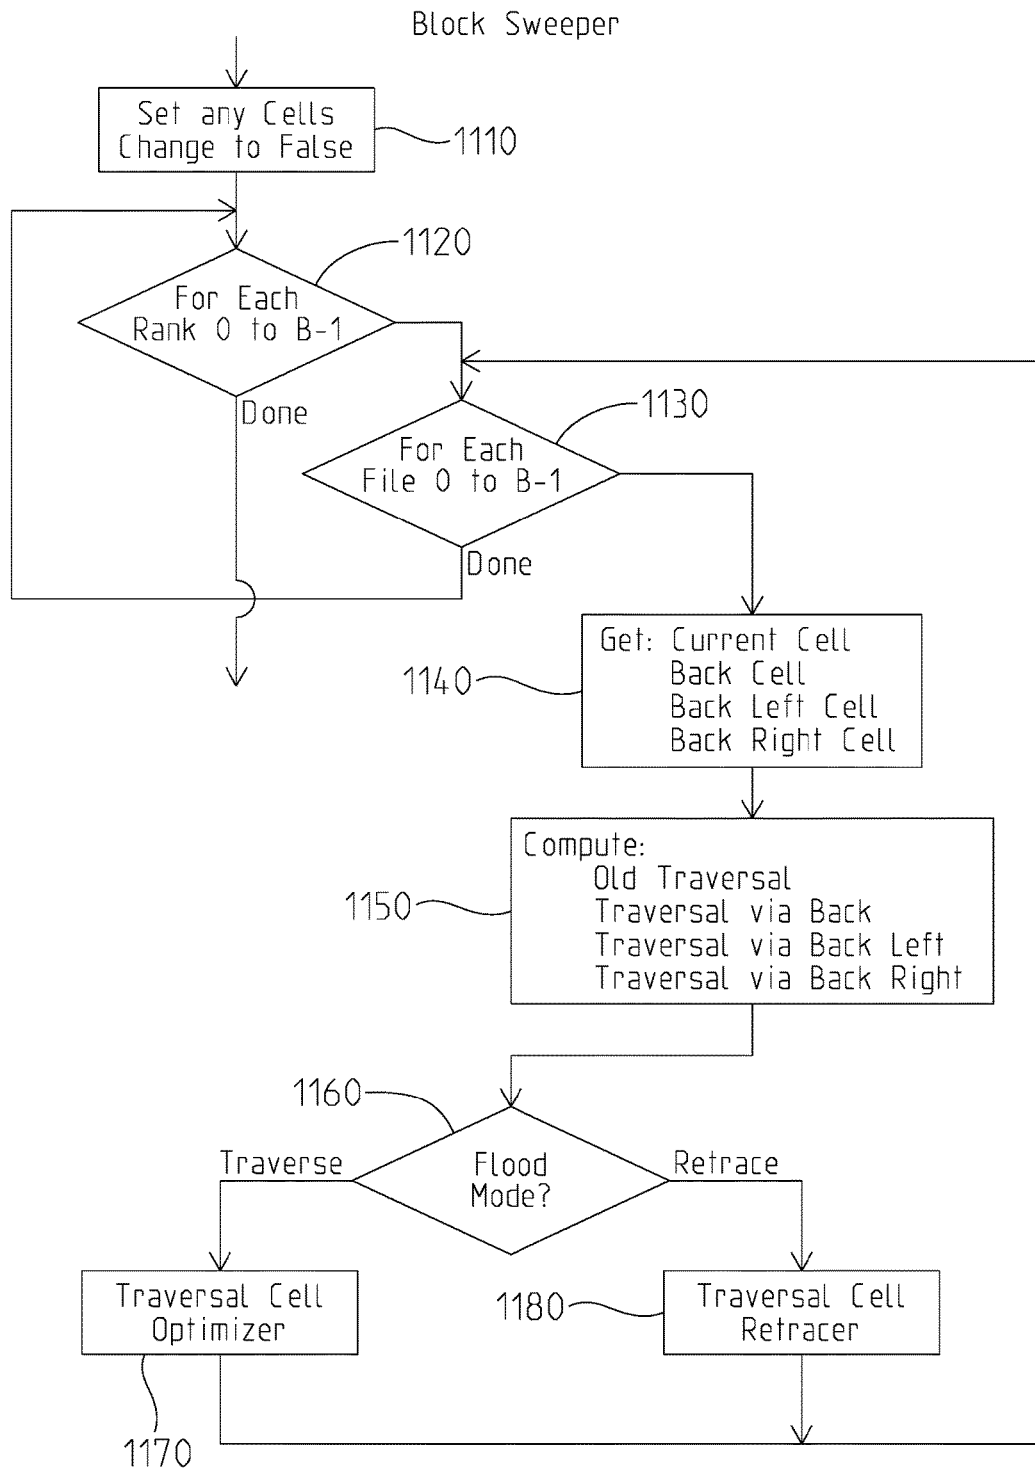 Block Sweeper
Set any Cells
Change to False
1110
1120
For Each
Rank 0 to B-1
Done
1130
For Each
File 0 to B-1
Done
1140
Get: Current Cell
Back Cell
Back Left Cell
Back Right Cell
1150
Compute:
Old Traversal
Traversal via Back
Traversal via Back Left
Traversal via Back Right
1160
Traverse
Flood
Mode?
Retrace
Traversal Cell
Optimizer
1170
1180
Traversal Cell
Retracer